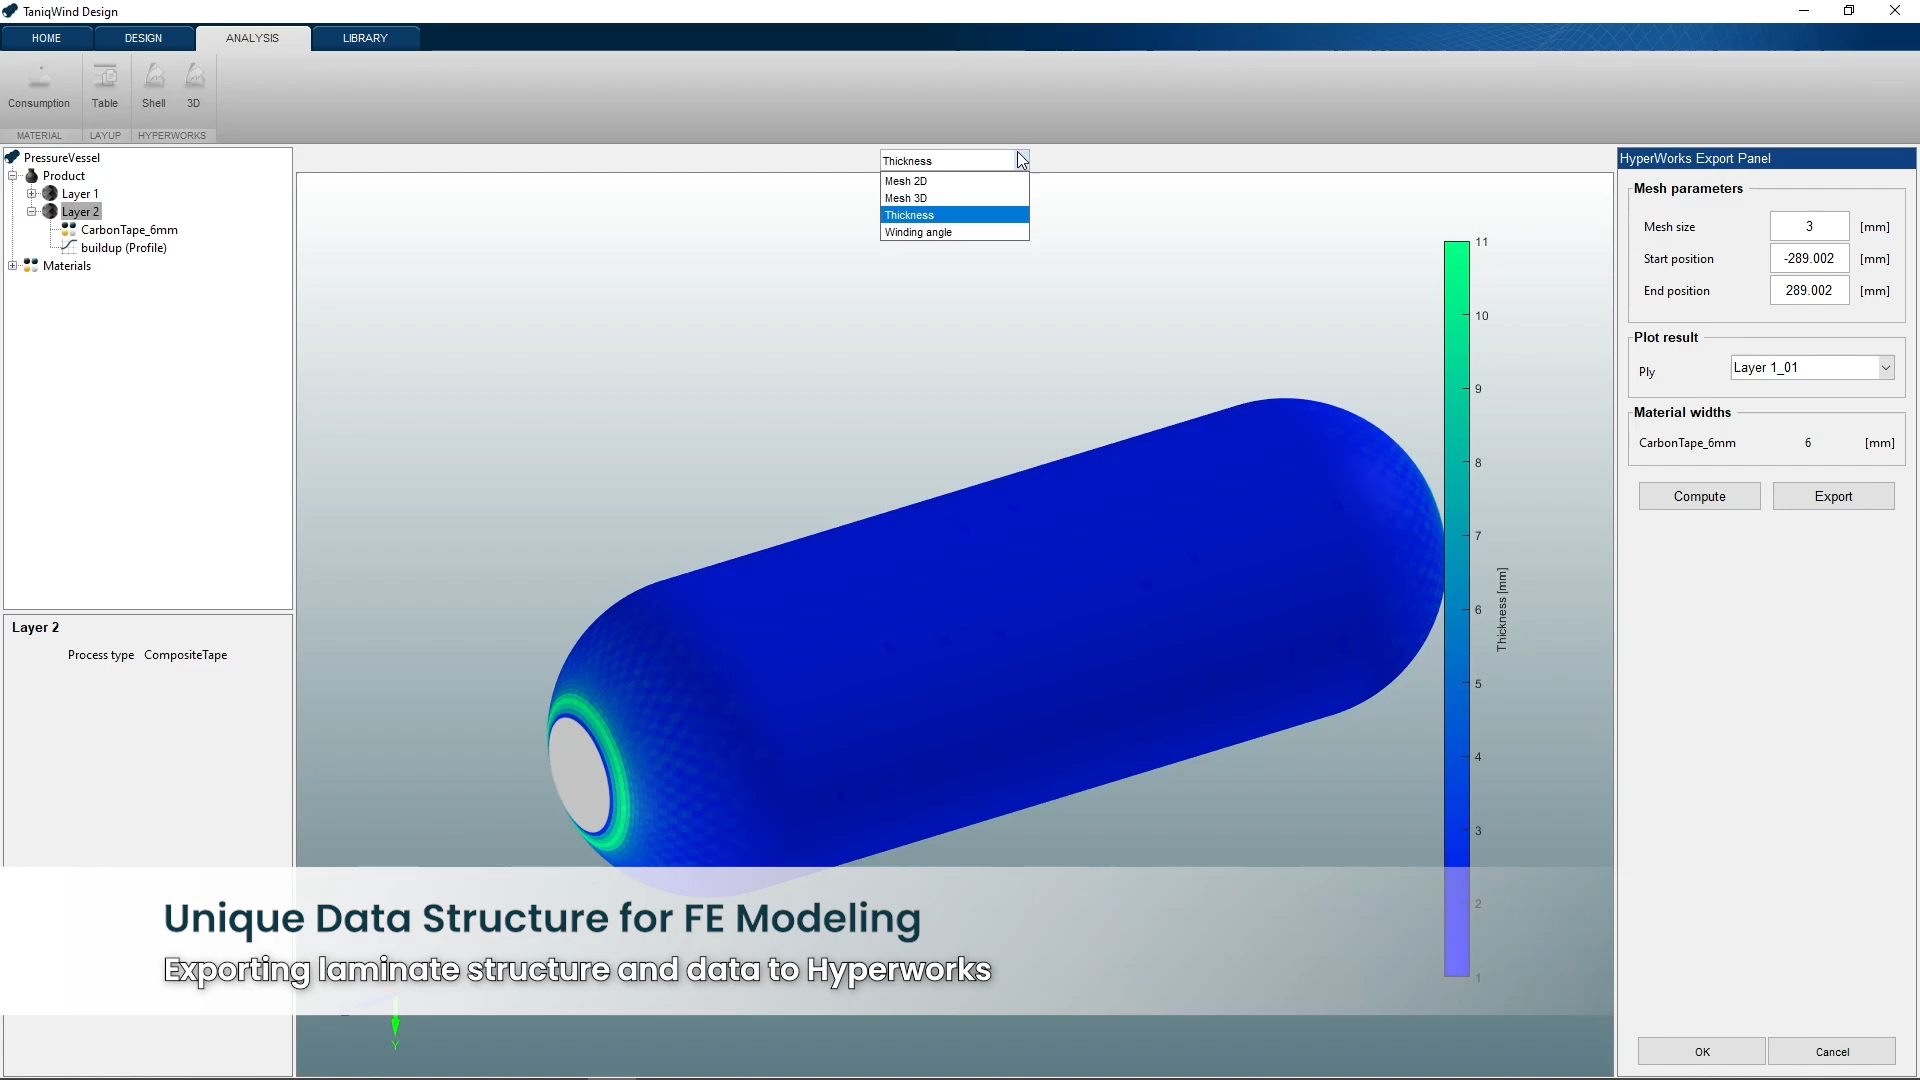 TaniqWind Design
HOME
DESIGN
ANALYSIS
LIBRARY
Consumption
Table
Shell
3D
MATERIAL
LAYUP
HYPERWORKS
PressureVessel
Product
Layer 1
Layer 2
CarbonTape_6mm
buildup (Profile)
Materials
Layer 2
Process type CompositeTape
Thickness
Mesh 2D
Mesh 3D
Thickness
Winding angle
11
10
9
8
7
6
5
4
3
2
1
Thickness [mm]
Y
HyperWorks Export Panel
Mesh parameters
Mesh size 3 [mm]
Start position -289.002 [mm]
End position 289.002 [mm]
Plot result
Ply Layer 1_01
Material widths
CarbonTape_6mm 6 [mm]
Compute
Export
OK
Cancel
Unique Data Structure for FE Modeling
Exporting laminate structure and data to Hyperworks